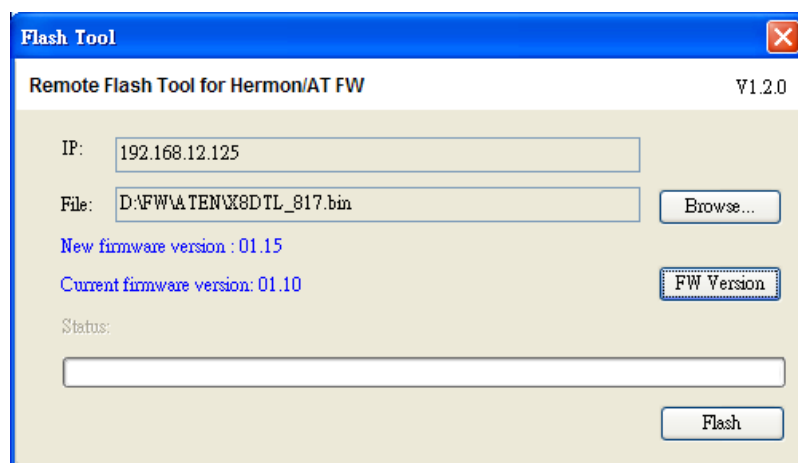 Flash Tool
Remote Flash Tool for Hermon/AT FW V1.2.0
IP: 192.168.12.125
File: D:\FW\ATEN\X8DTL_817.bin Browse...
New firmware version : 01.15
Current firmware version: 01.10 FW Version
Status:
Flash